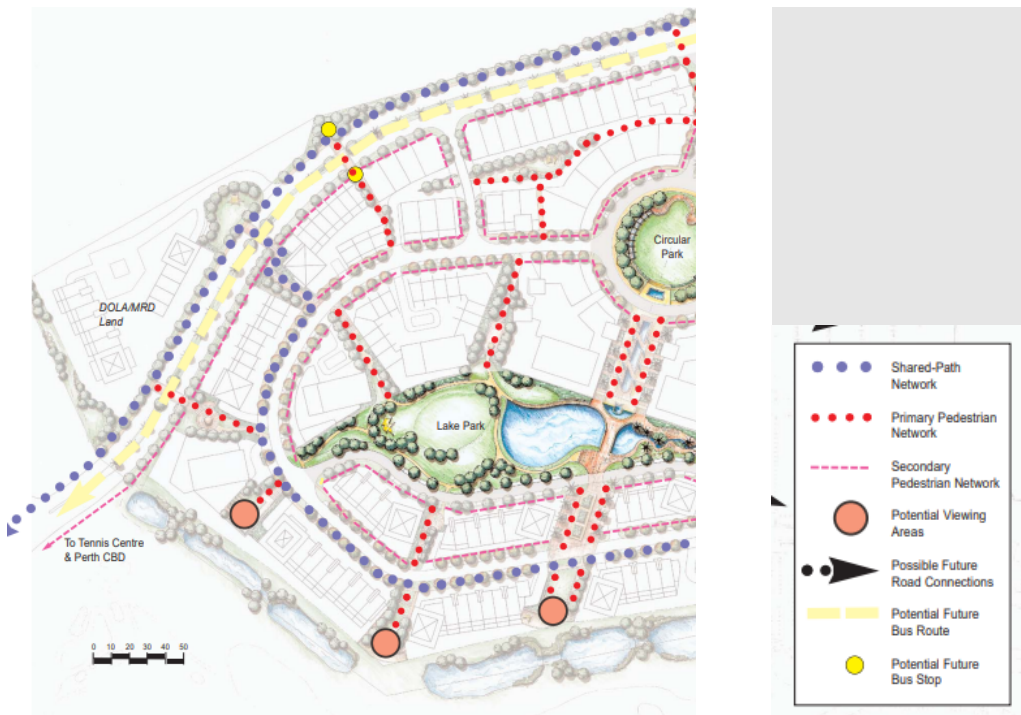 Circular
Park
DOLA/MRD
Land
Lake Park
To Tennis Centre
& Perth CBD
0 10 20 30 40 50
Shared-Path
Network
Primary Pedestrian
Network
Secondary
Pedestrian Network
Potential Viewing
Areas
Possible Future
Road Connections
Potential Future
Bus Route
Potential Future
Bus Stop